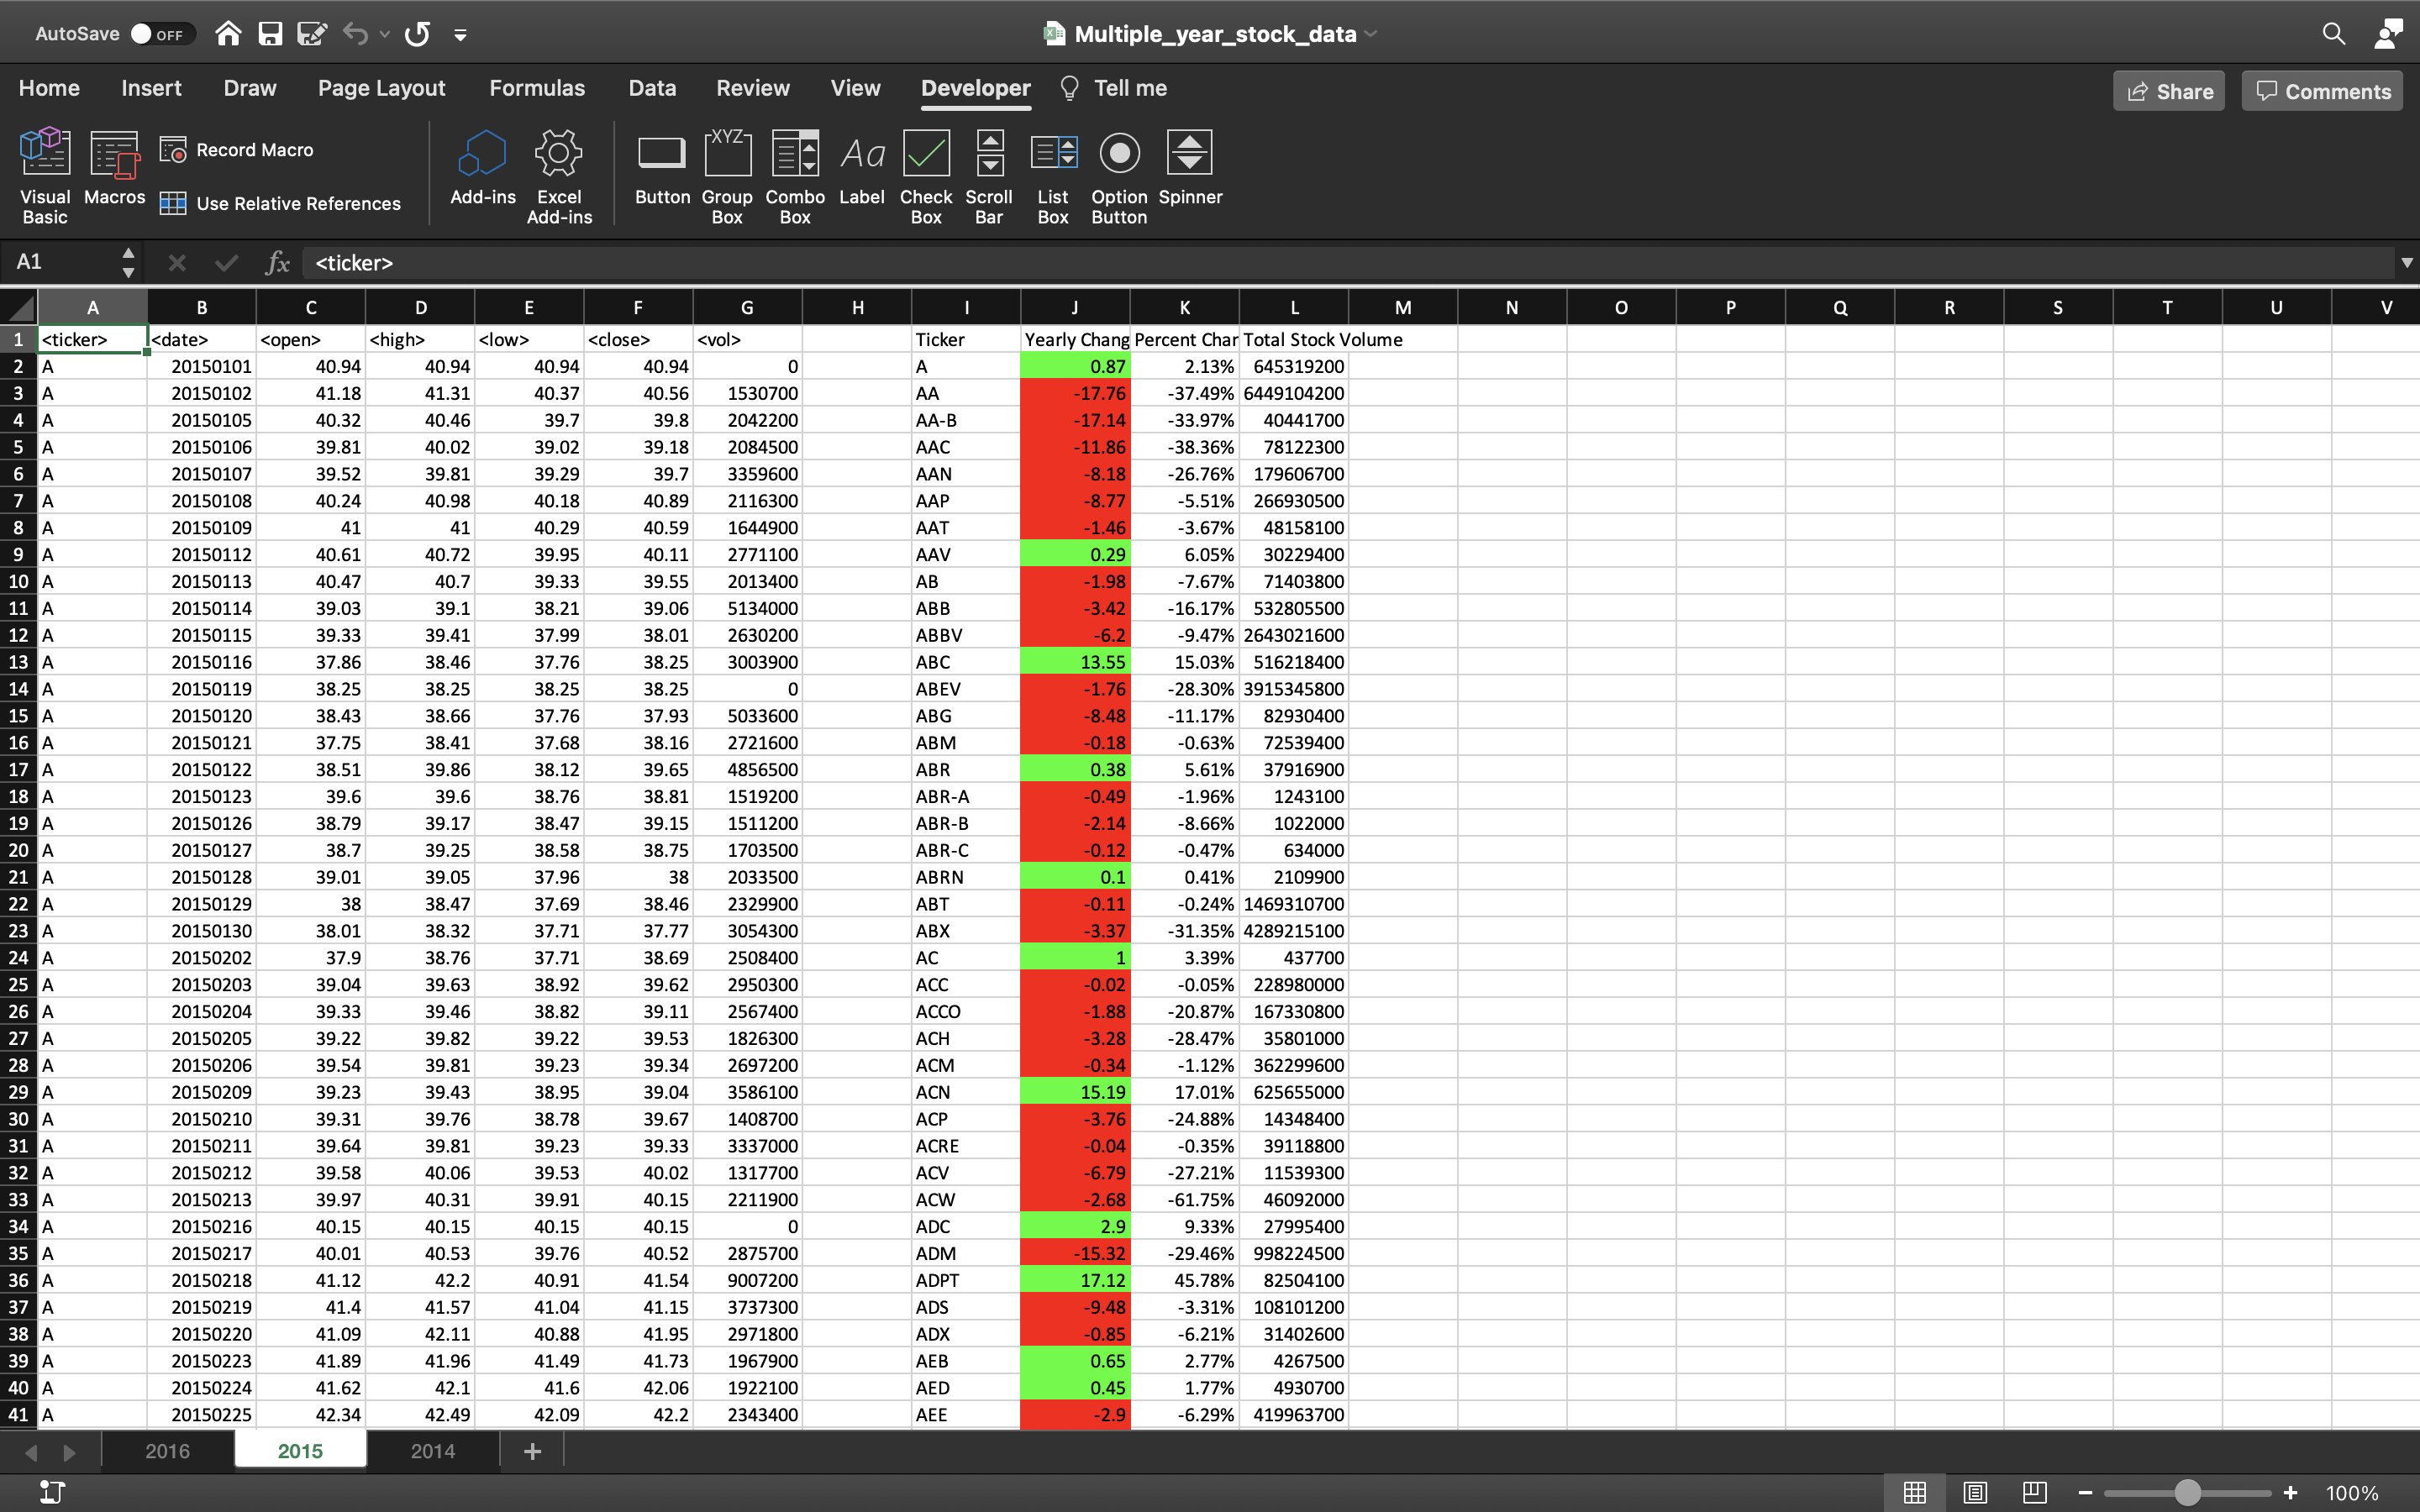 AutoSave OFF Multiple_year_stock_data
Home Insert Draw Page Layout Formulas Data Review View Developer Tell me Share Comments
Visual Basic Macros Record Macro Use Relative References Add-ins Excel Add-ins Button Group Box Combo Box Label Check Box Scroll Bar List Box Option Button Spinner
XYZ Aa
A1 fx <ticker>
A B C D E F G H I J K L M N O P Q R S T U V
1 <ticker> <date> <open> <high> <low> <close> <vol> Ticker Yearly Chang Percent Char Total Stock Volume
2 A 20150101 40.94 40.94 40.94 40.94 0 A 0.87 2.13% 645319200
3 A 20150102 41.18 41.31 40.37 40.56 1530700 AA -17.76 -37.49% 6449104200
4 A 20150105 40.32 40.46 39.7 39.8 2042200 AA-B -17.14 -33.97% 40441700
5 A 20150106 39.81 40.02 39.02 39.18 2084500 AAC -11.86 -38.36% 78122300
6 A 20150107 39.52 39.81 39.29 39.7 3359600 AAN -8.18 -26.76% 179606700
7 A 20150108 40.24 40.98 40.18 40.89 2116300 AAP -8.77 -5.51% 266930500
8 A 20150109 41 41 40.29 40.59 1644900 AAT -1.46 -3.67% 48158100
9 A 20150112 40.61 40.72 39.95 40.11 2771100 AAV 0.29 6.05% 30229400
10 A 20150113 40.47 40.7 39.33 39.55 2013400 AB -1.98 -7.67% 71403800
11 A 20150114 39.03 39.1 38.21 39.06 5134000 ABB -3.42 -16.17% 532805500
12 A 20150115 39.33 39.41 37.99 38.01 2630200 ABBV -6.2 -9.47% 2643021600
13 A 20150116 37.86 38.46 37.76 38.25 3003900 ABC 13.55 15.03% 516218400
14 A 20150119 38.25 38.25 38.25 38.25 0 ABEV -1.76 -28.30% 3915345800
15 A 20150120 38.43 38.66 37.76 37.93 5033600 ABG -8.48 -11.17% 82930400
16 A 20150121 37.75 38.41 37.68 38.16 2721600 ABM -0.18 -0.63% 72539400
17 A 20150122 38.51 39.86 38.12 39.65 4856500 ABR 0.38 5.61% 37916900
18 A 20150123 39.6 39.6 38.76 38.81 1519200 ABR-A -0.49 -1.96% 1243100
19 A 20150126 38.79 39.17 38.47 39.15 1511200 ABR-B -2.14 -8.66% 1022000
20 A 20150127 38.7 39.25 38.58 38.75 1703500 ABR-C -0.12 -0.47% 634000
21 A 20150128 39.01 39.05 37.96 38 2033500 ABRN 0.1 0.41% 2109900
22 A 20150129 38 38.47 37.69 38.46 2329900 ABT -0.11 -0.24% 1469310700
23 A 20150130 38.01 38.32 37.71 37.77 3054300 ABX -3.37 -31.35% 4289215100
24 A 20150202 37.9 38.76 37.71 38.69 2508400 AC 1 3.39% 437700
25 A 20150203 39.04 39.63 38.92 39.62 2950300 ACC -0.02 -0.05% 228980000
26 A 20150204 39.33 39.46 38.82 39.11 2567400 ACCO -1.88 -20.87% 167330800
27 A 20150205 39.22 39.82 39.22 39.53 1826300 ACH -3.28 -28.47% 35801000
28 A 20150206 39.54 39.81 39.23 39.34 2697200 ACM -0.34 -1.12% 362299600
29 A 20150209 39.23 39.43 38.95 39.04 3586100 ACN 15.19 17.01% 625655000
30 A 20150210 39.31 39.76 38.78 39.67 1408700 ACP -3.76 -24.88% 14348400
31 A 20150211 39.64 39.81 39.23 39.33 3337000 ACRE -0.04 -0.35% 39118800
32 A 20150212 39.58 40.06 39.53 40.02 1317700 ACV -6.79 -27.21% 11539300
33 A 20150213 39.97 40.31 39.91 40.15 2211900 ACW -2.68 -61.75% 46092000
34 A 20150216 40.15 40.15 40.15 40.15 0 ADC 2.9 9.33% 27995400
35 A 20150217 40.01 40.53 39.76 40.52 2875700 ADM -15.32 -29.46% 998224500
36 A 20150218 41.12 42.2 40.91 41.54 9007200 ADPT 17.12 45.78% 82504100
37 A 20150219 41.4 41.57 41.04 41.15 3737300 ADS -9.48 -3.31% 108101200
38 A 20150220 41.09 42.11 40.88 41.95 2971800 ADX -0.85 -6.21% 31402600
39 A 20150223 41.89 41.96 41.49 41.73 1967900 AEB 0.65 2.77% 4267500
40 A 20150224 41.62 42.1 41.6 42.06 1922100 AED 0.45 1.77% 4930700
41 A 20150225 42.34 42.49 42.09 42.2 2343400 AEE -2.9 -6.29% 419963700
2016 2015 2014 +
100%